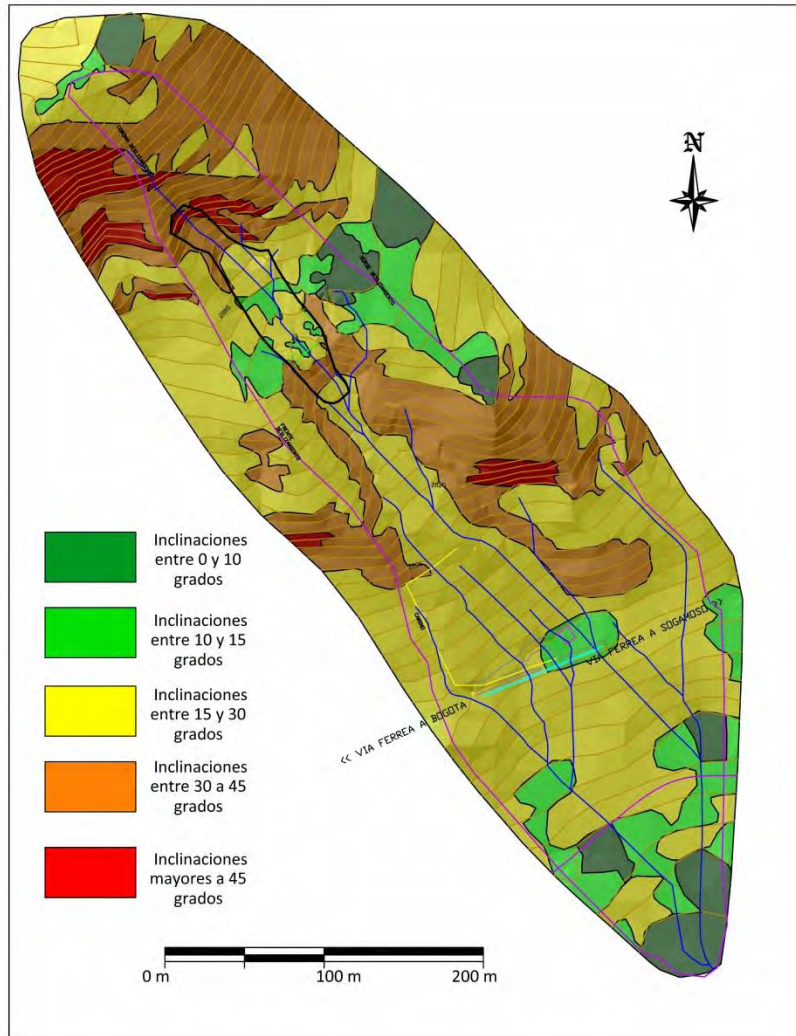 N
2020
<< VIA FERREA A BOGOTA
VIA FERREA A SOGAMOSO >>
Inclinaciones
entre 0 y 10
grados
Inclinaciones
entre 10 y 15
grados
Inclinaciones
entre 15 y 30
grados
Inclinaciones
entre 30 a 45
grados
Inclinaciones
mayores a 45
grados
0 m
100 m
200 m